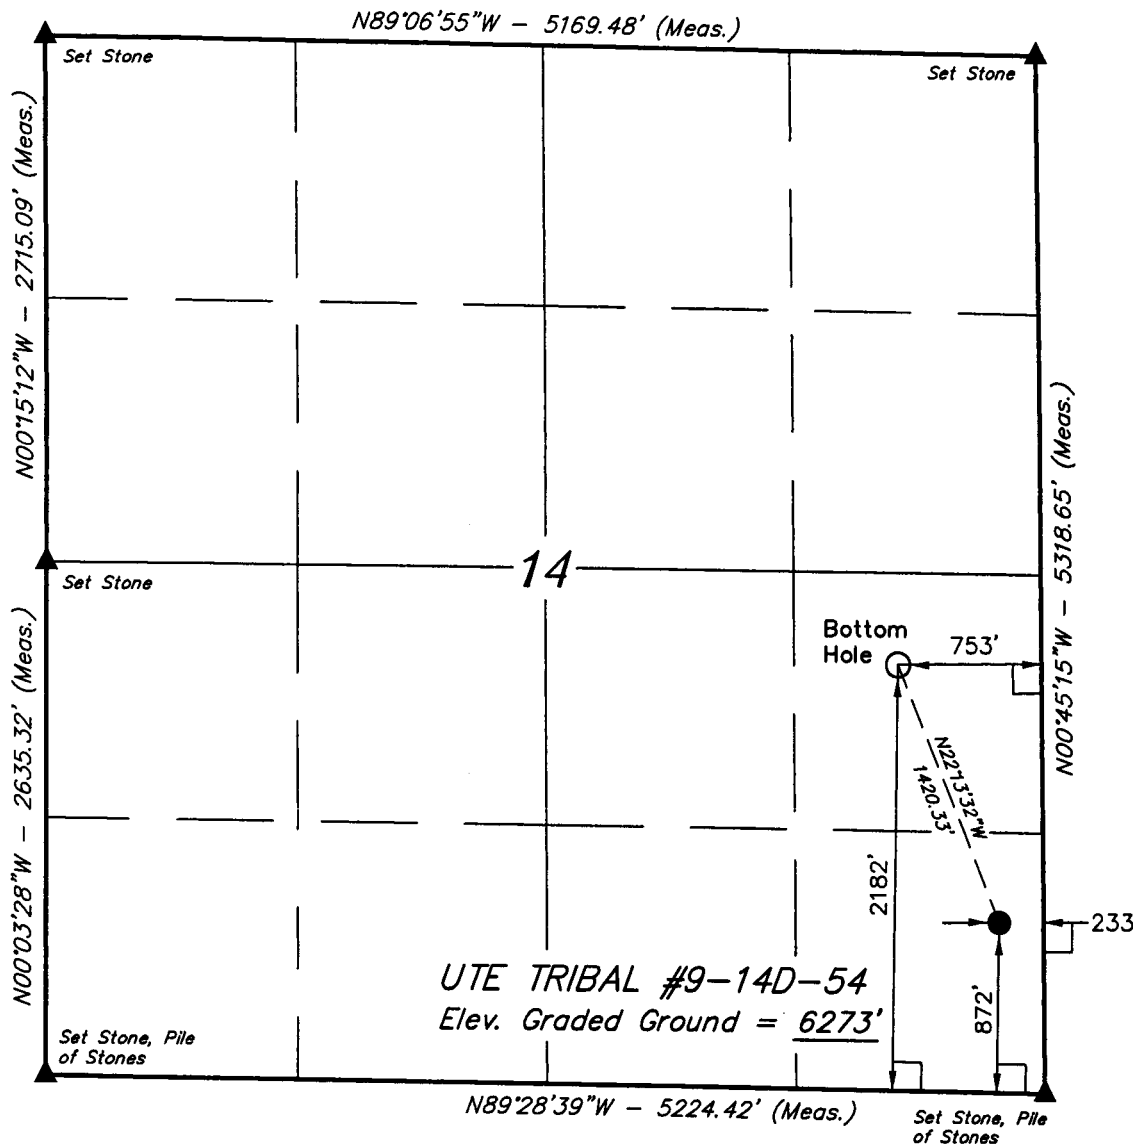 N89°06'55"W - 5169.48' (Meas.)
Set Stone
Set Stone
N00°15'12"W - 2715.09' (Meas.)
N00°45'15"W - 5318.65' (Meas.)
14
Set Stone
N00°03'28"W - 2635.32' (Meas.)
Bottom
Hole
753'
N22°13'32"W
1420.33'
2182'
233
872'
UTE TRIBAL #9-14D-54
Elev. Graded Ground = 6273'
Set Stone, Pile
of Stones
N89°28'39"W - 5224.42' (Meas.)
Set Stone, Pile
of Stones